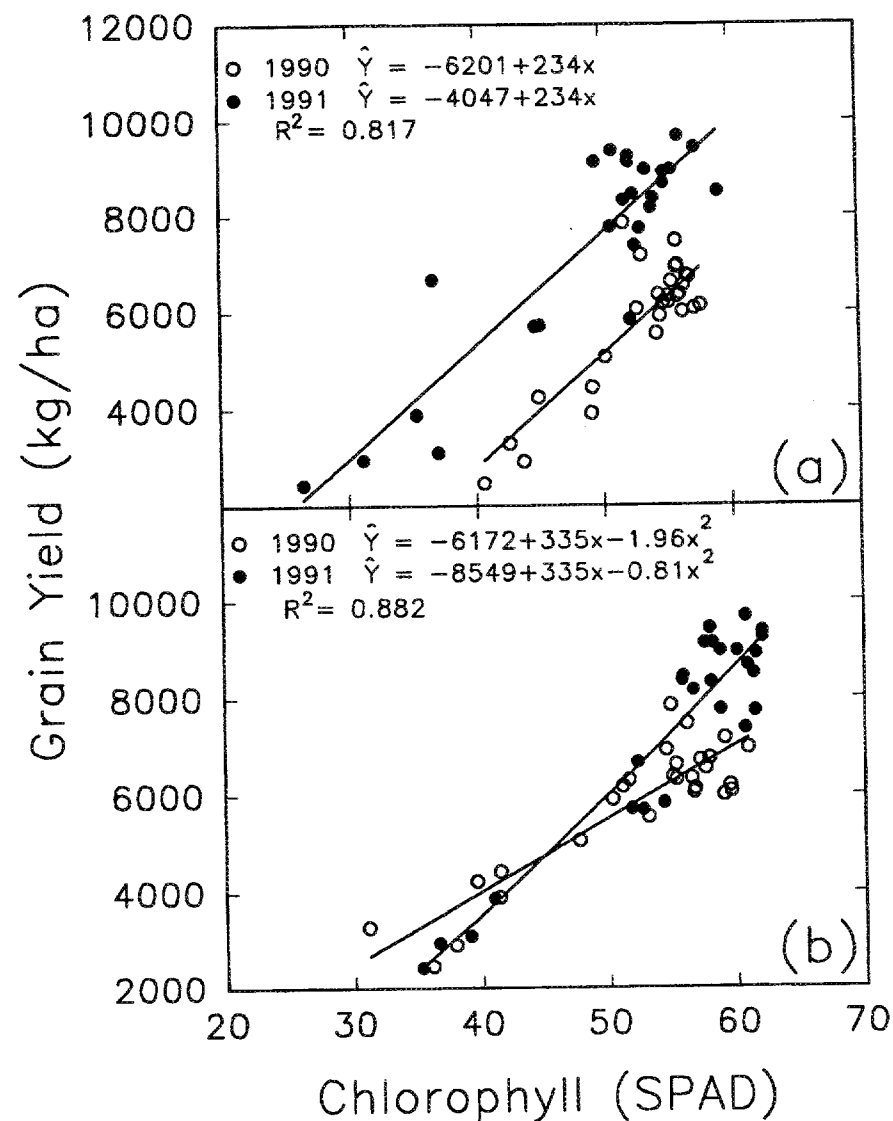 12000
10000
8000
6000
4000
○ 1990 Ŷ = −6201+234x
● 1991 Ŷ = −4047+234x
R²= 0.817
(a)
○ 1990 Ŷ = −6172+335x−1.96x²
● 1991 Ŷ = −8549+335x−0.81x²
R²= 0.882
10000
8000
6000
4000
2000
(b)
20 30 40 50 60 70
Grain Yield (kg/ha)
Chlorophyll (SPAD)